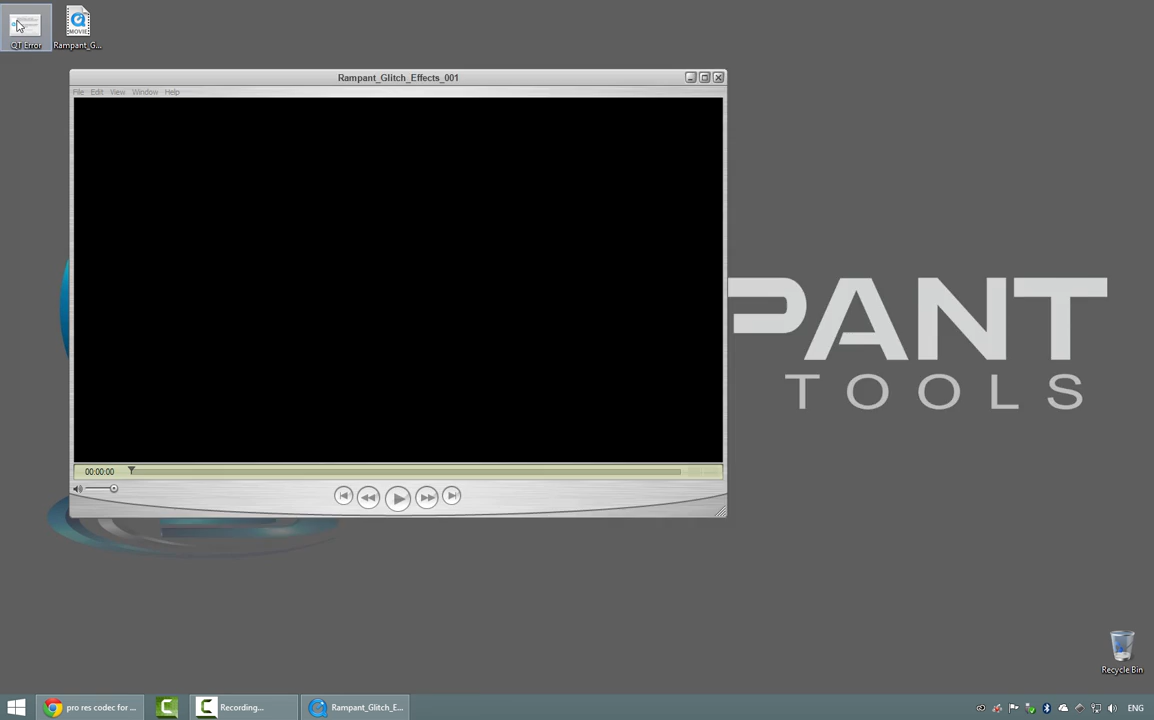 MOVIE
QT Error
Rampant_G...
Rampant_Glitch_Effects_001
File Edit View Window Help
PANT
TOOLS
00:00:00
Recycle Bin
pro res codec for ...
Recording...
Rampant_Glitch_E...
ENG